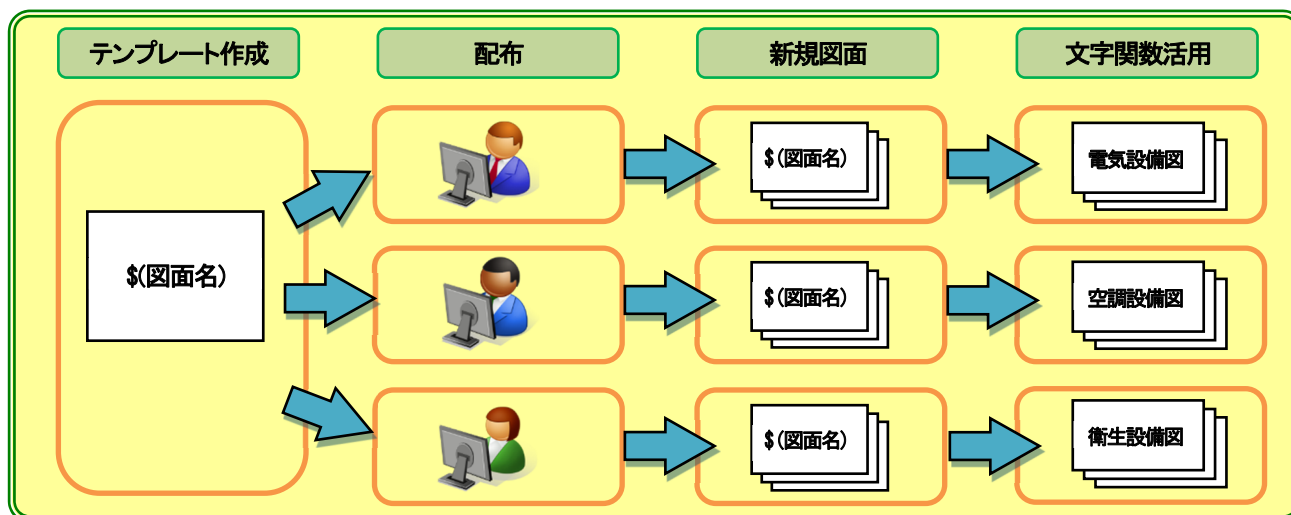 テンプレート作成
配布
新規図面
文字関数活用
$(図面名)
$(図面名)
電気設備図
$(図面名)
空調設備図
$(図面名)
衛生設備図